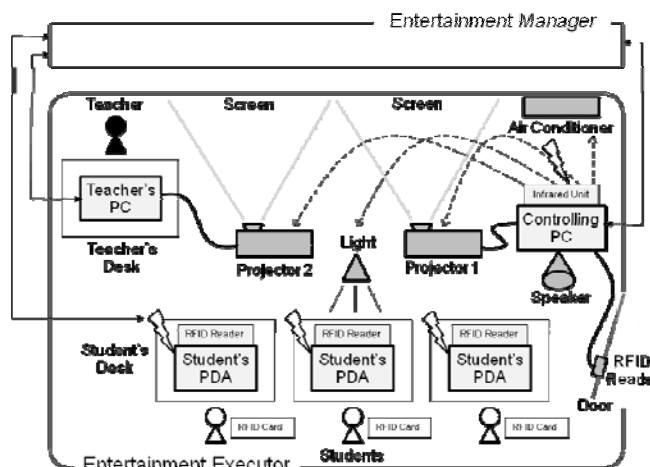 Entertainment Manager
Teacher
Screen
Screen
Air Conditioner
Infrared Unit
Teacher's
PC
Controlling
PC
Teacher's
Desk
Projector 2
Light
Projector 1
Speaker
RFID Reader
RFID Reader
RFID Reader
Student's
Desk
Student's
PDA
Student's
PDA
Student's
PDA
RFID
Reade
Door
RFID Card
RFID Card
RFID Card
Students
Entertainment Executor